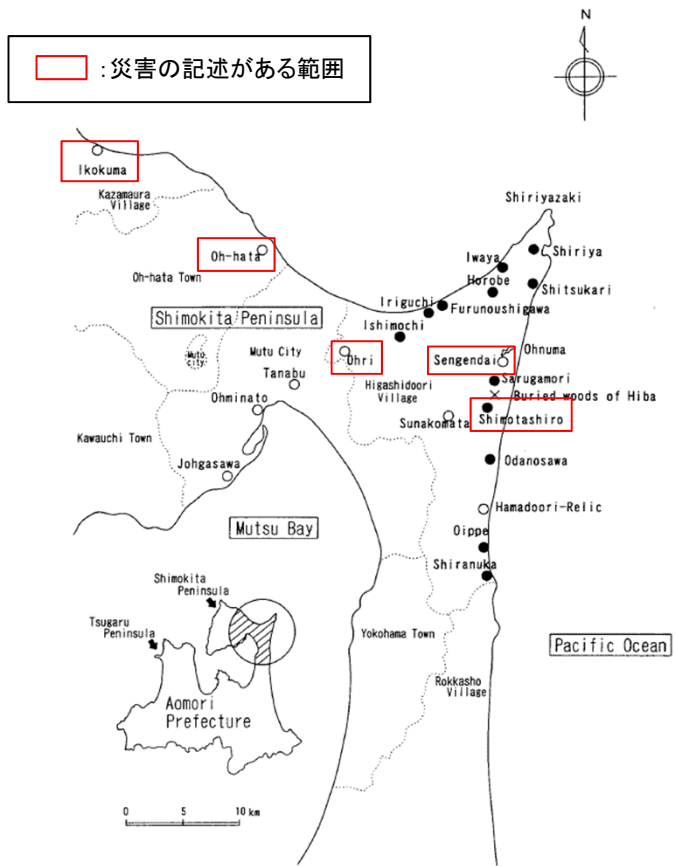 N
：災害の記述がある範囲
Ikokuma
Kazamaura
Village
Shiriyazaki
Oh-hata
Iwaya
Shiriya
Oh-hata Town
Horobe
Shitsukari
Iriguchi
Furunoushigawa
Shimokita Peninsula
Ishimochi
Muto
city
Mutu City
Ohri
Sengendai
Ohnuma
Tanabu
Higashidoori
Village
Sarugamori
Buried woods of Hiba
Ohminato
Sunakomata
Shimotashiro
Kawauchi Town
Johgasawa
Odanosawa
Hamadoori-Relic
Mutsu Bay
Oippe
Shiranuka
Shimokita
Peninsula
Tsugaru
Peninsula
Yokohama Town
Pacific Ocean
Rokkasho
Village
Aomori
Prefecture
0 5 10 km